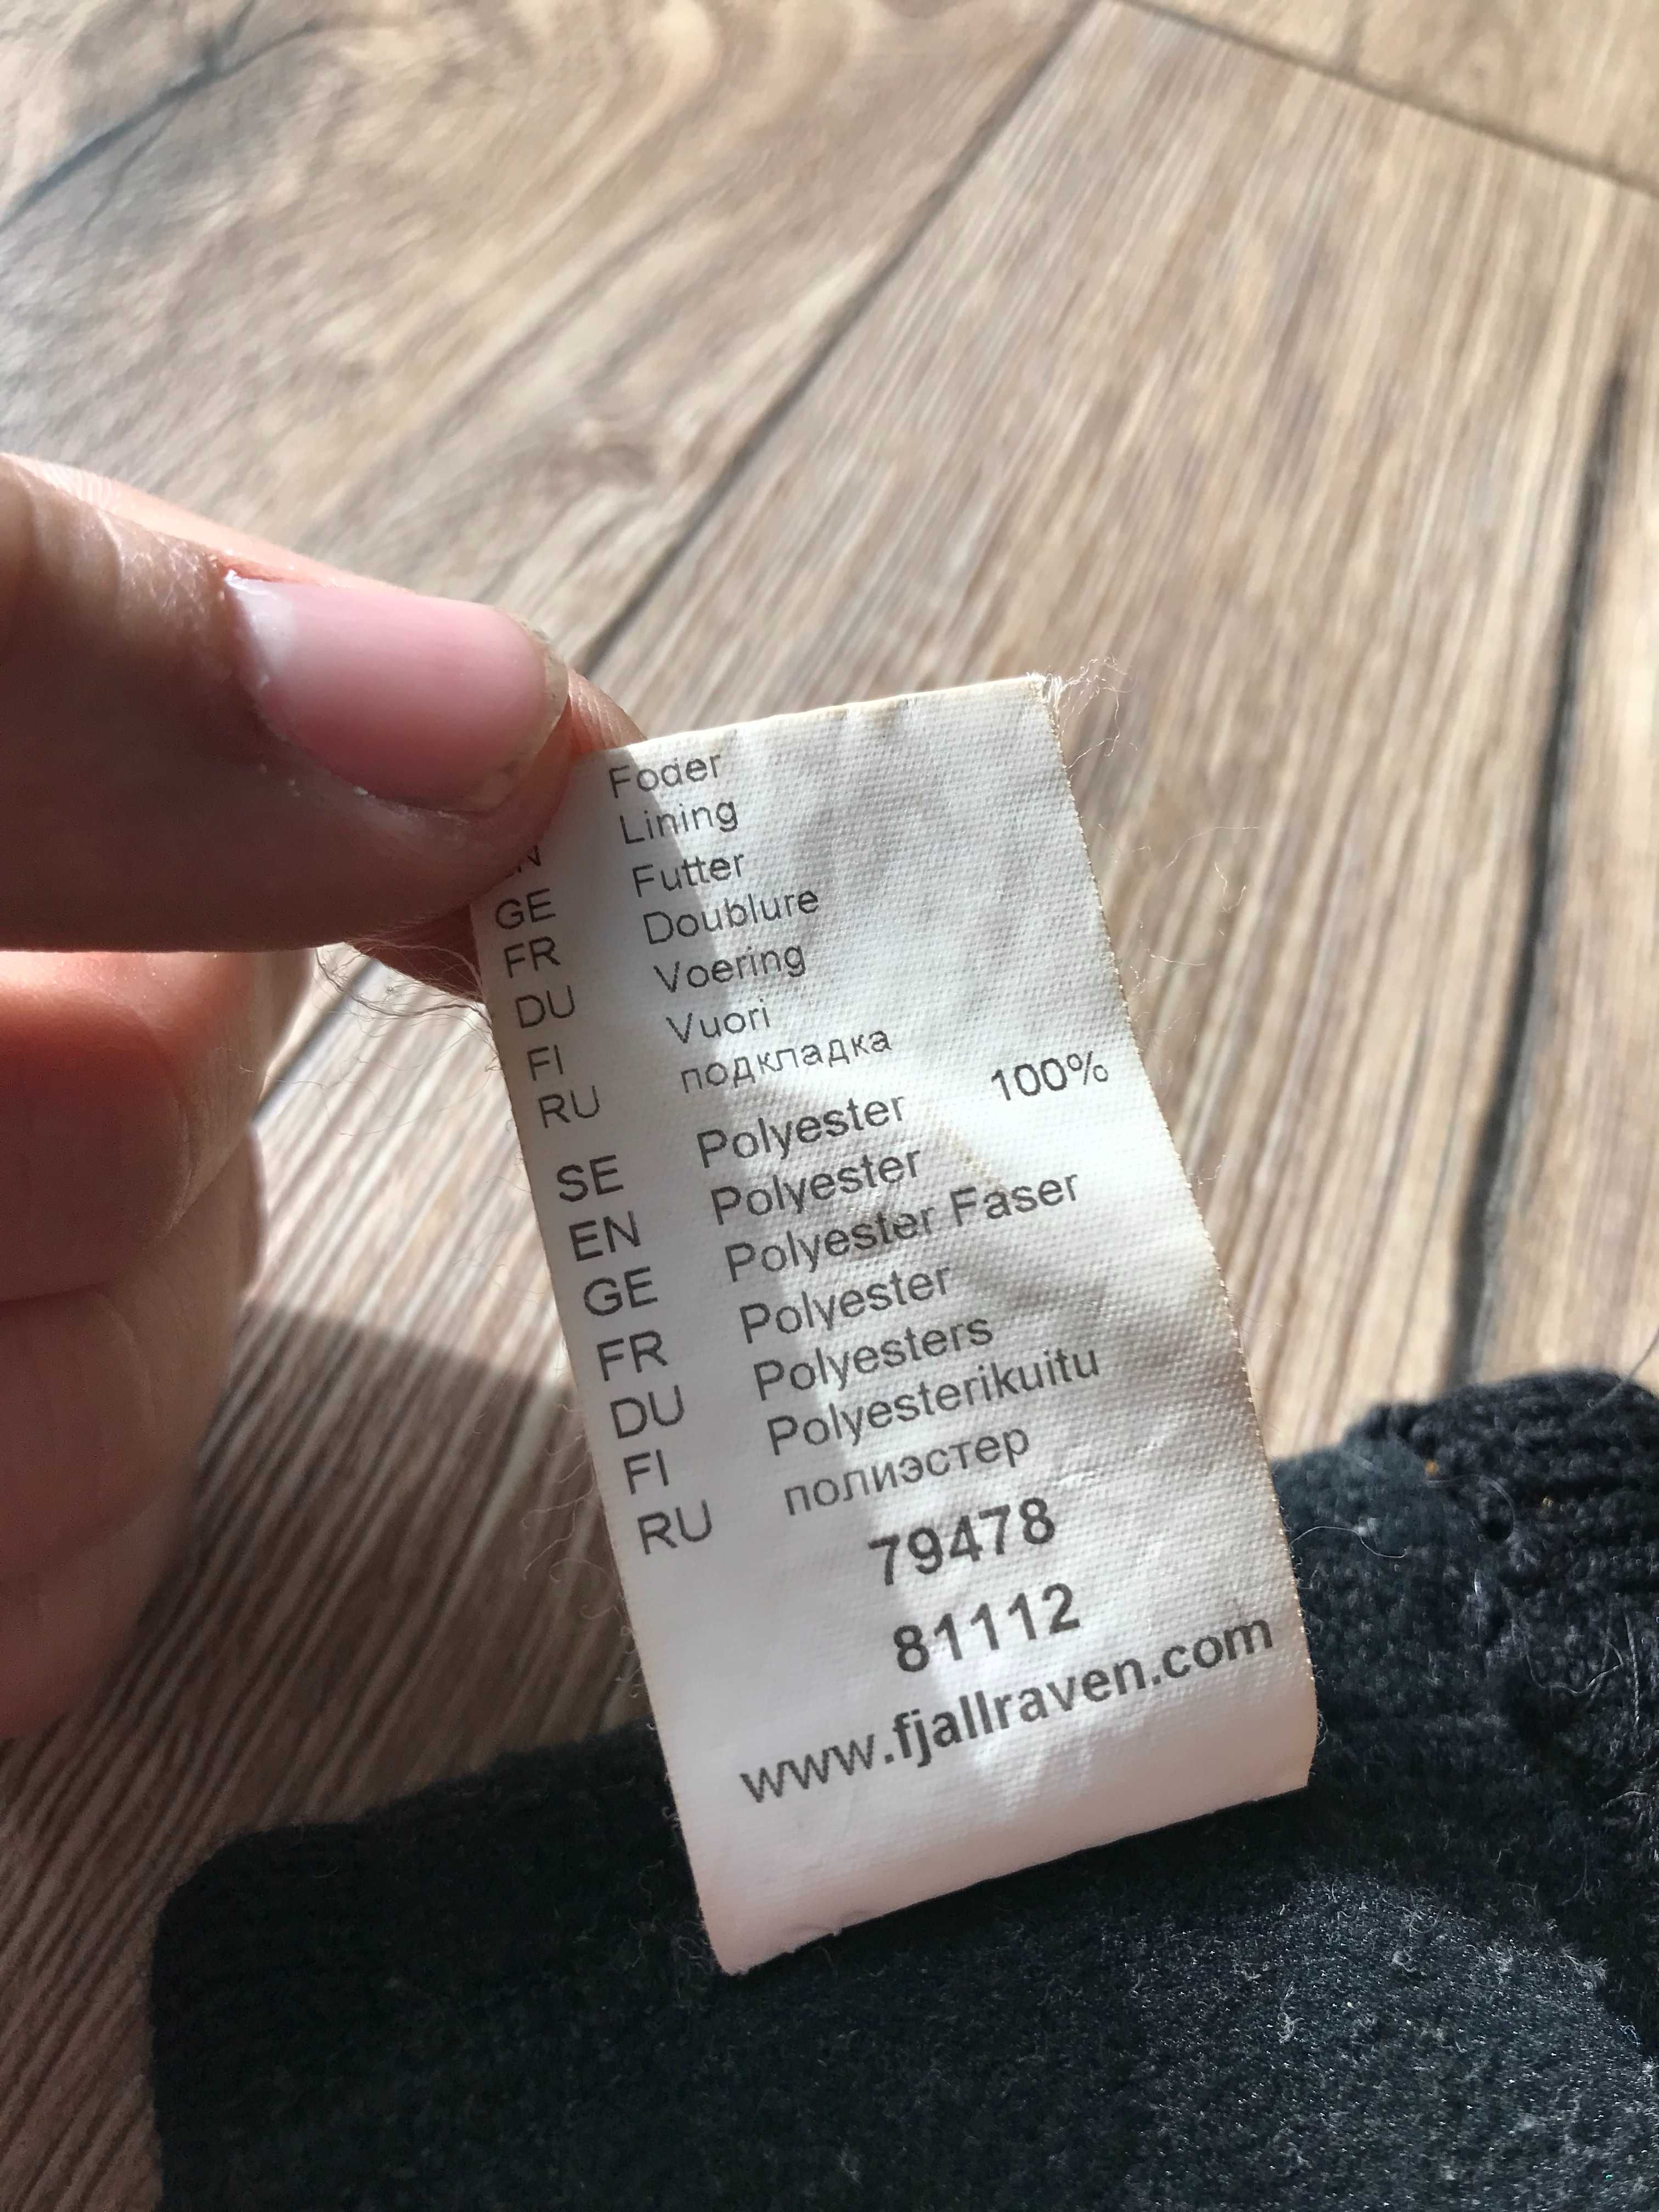 Foder
Lining
GE Futter
FR Doublure
DU Voering
FI Vuori
RU подкладка
SE Polyester 100%
EN Polyester
GE Polyester Faser
FR Polyester
DU Polyesters
FI Polyesterikuitu
RU полиэстер
79478
81112
www.fjallraven.com